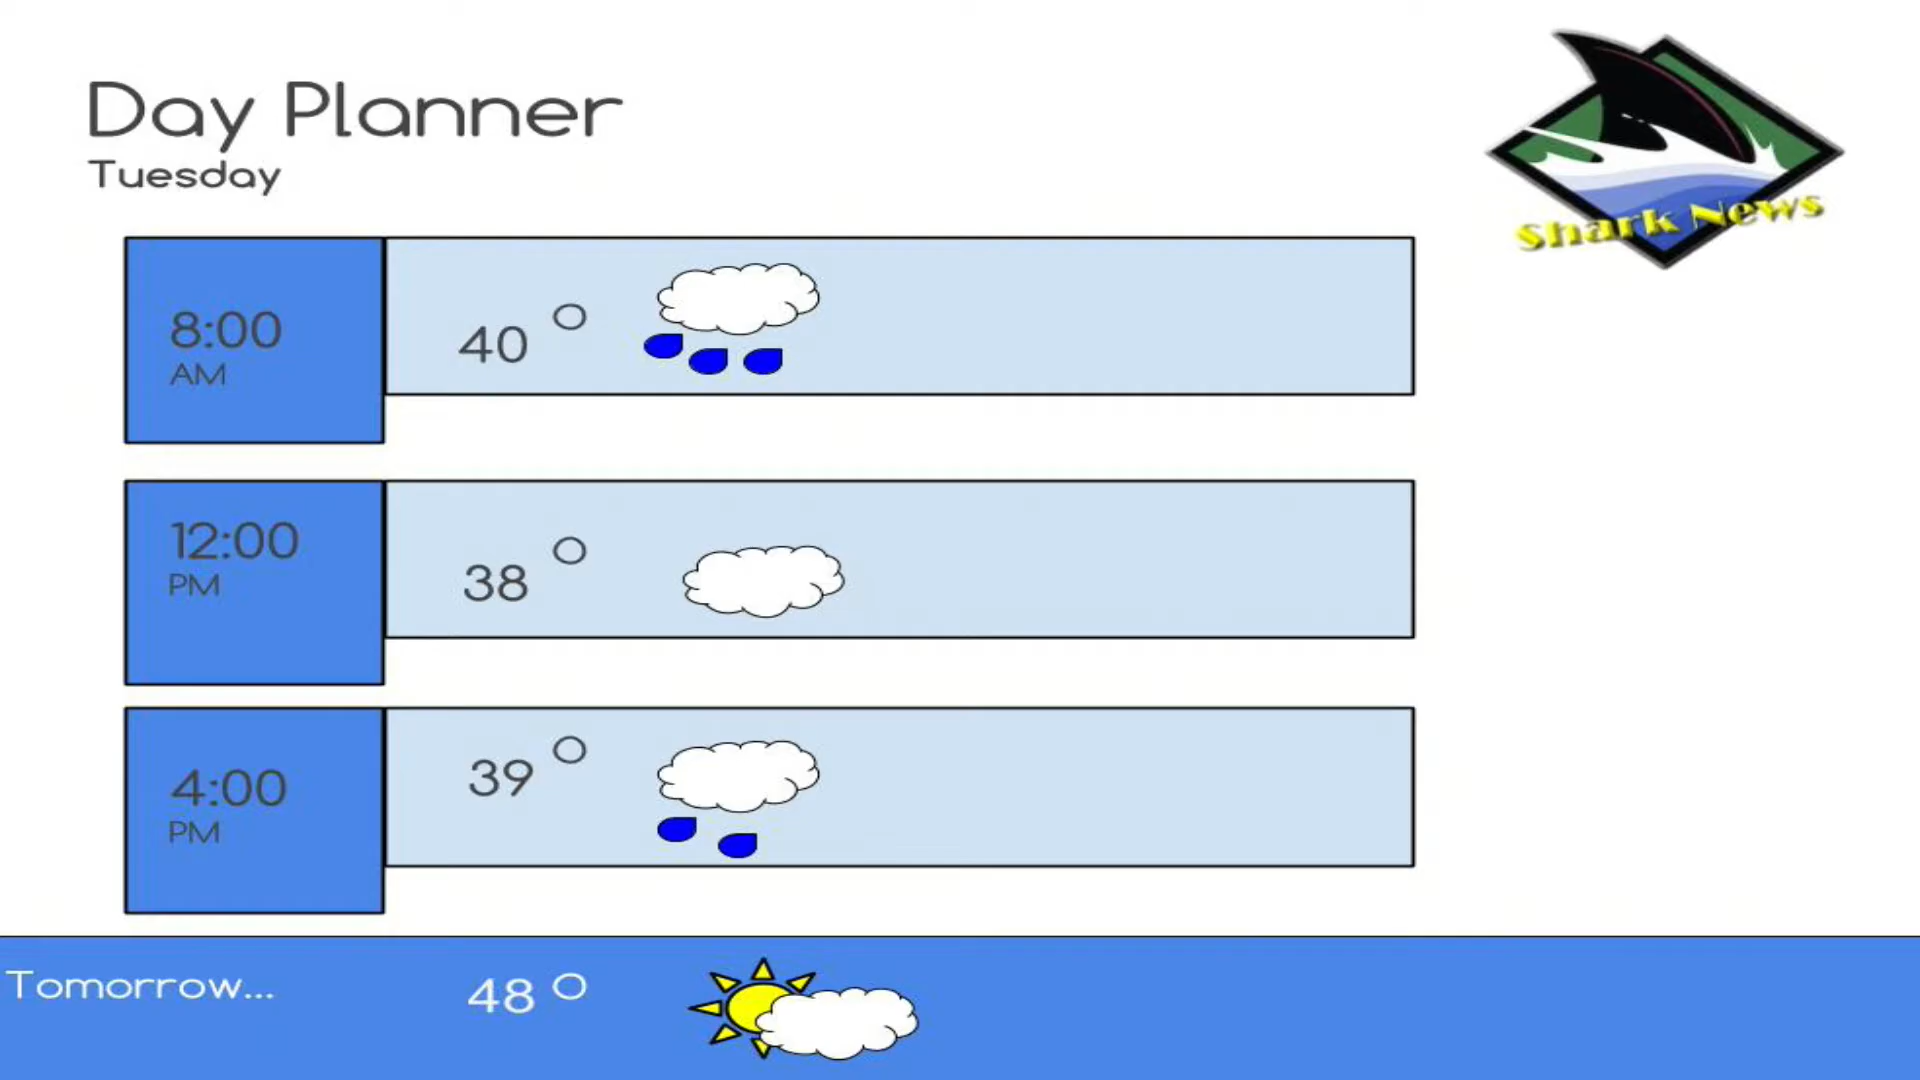 Day Planner
Tuesday
Shark News
8:00
AM
40
12:00
PM
38
4:00
PM
39
Tomorrow...
48